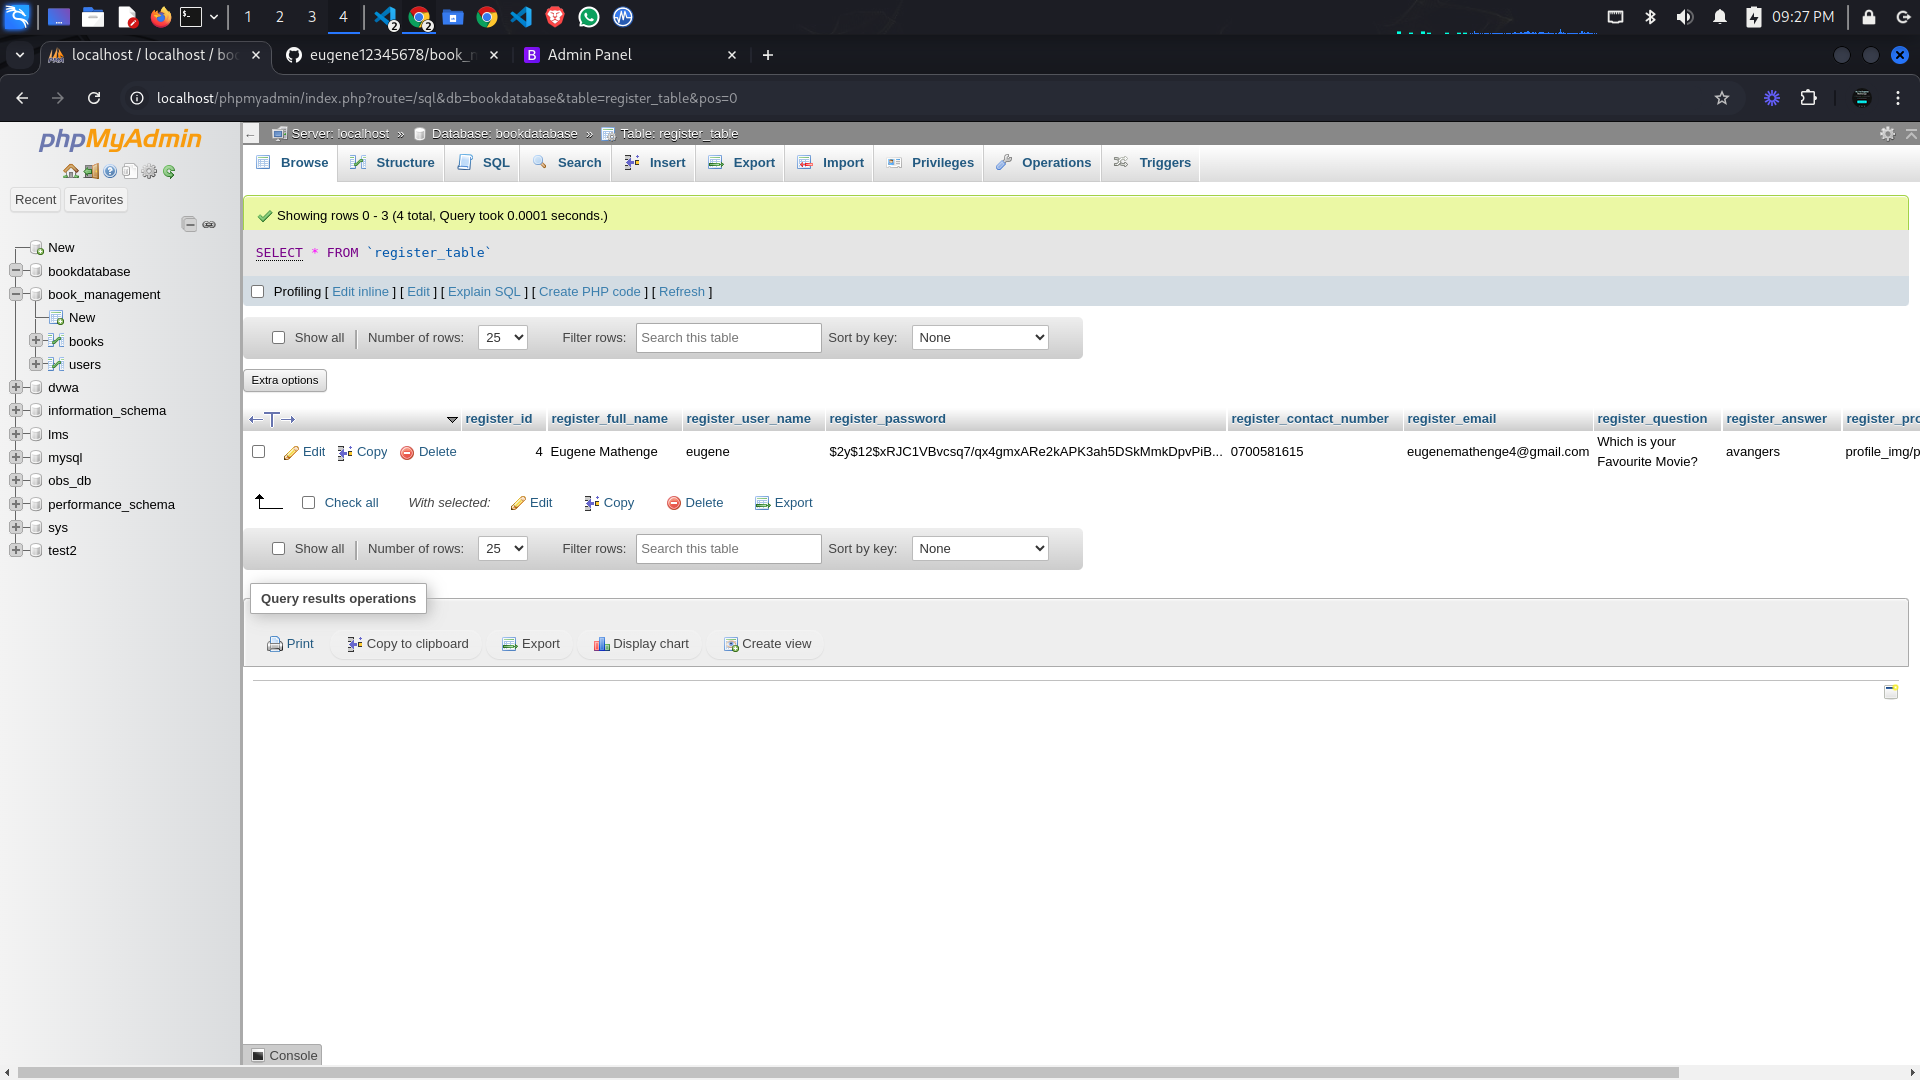 1 2 3 4 2 2 09:27 PM
localhost / localhost / boo eugene12345678/book_n Admin Panel
localhost/phpmyadmin/index.php?route=/sql&db=bookdatabase&table=register_table&pos=0
phpMyAdmin
Recent Favorites
New
bookdatabase
book_management
New
books
users
dvwa
information_schema
lms
mysql
obs_db
performance_schema
sys
test2
Server: localhost » Database: bookdatabase » Table: register_table
Browse Structure SQL Search Insert Export Import Privileges Operations Triggers
Showing rows 0 - 3 (4 total, Query took 0.0001 seconds.)
SELECT * FROM `register_table`
Profiling [ Edit inline ] [ Edit ] [ Explain SQL ] [ Create PHP code ] [ Refresh ]
Show all Number of rows: 25 Filter rows: Search this table Sort by key: None
Extra options
←T→ register_id register_full_name register_user_name register_password register_contact_number register_email register_question register_answer register_pro
Edit Copy Delete 4 Eugene Mathenge eugene $2y$12$xRJC1VBvcsq7/qx4gmxARe2kAPK3ah5DSkMmkDpvPiB... 0700581615 eugenemathenge4@gmail.com Which is your Favourite Movie? avangers profile_img/p
Check all With selected: Edit Copy Delete Export
Show all Number of rows: 25 Filter rows: Search this table Sort by key: None
Query results operations
Print Copy to clipboard Export Display chart Create view
Console